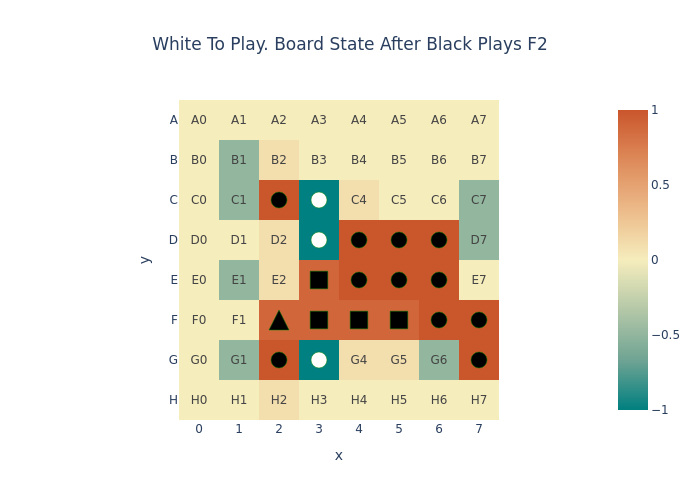 White To Play. Board State After Black Plays F2
A A0 A1 A2 A3 A4 A5 A6 A7
B B0 B1 B2 B3 B4 B5 B6 B7
C C0 C1 C4 C5 C6 C7
D D0 D1 D2 D7
E E0 E1 E2 E7
F F0 F1
G G0 G1 G4 G5 G6
H H0 H1 H2 H3 H4 H5 H6 H7
0 1 2 3 4 5 6 7
x
y
1
0.5
0
−0.5
−1